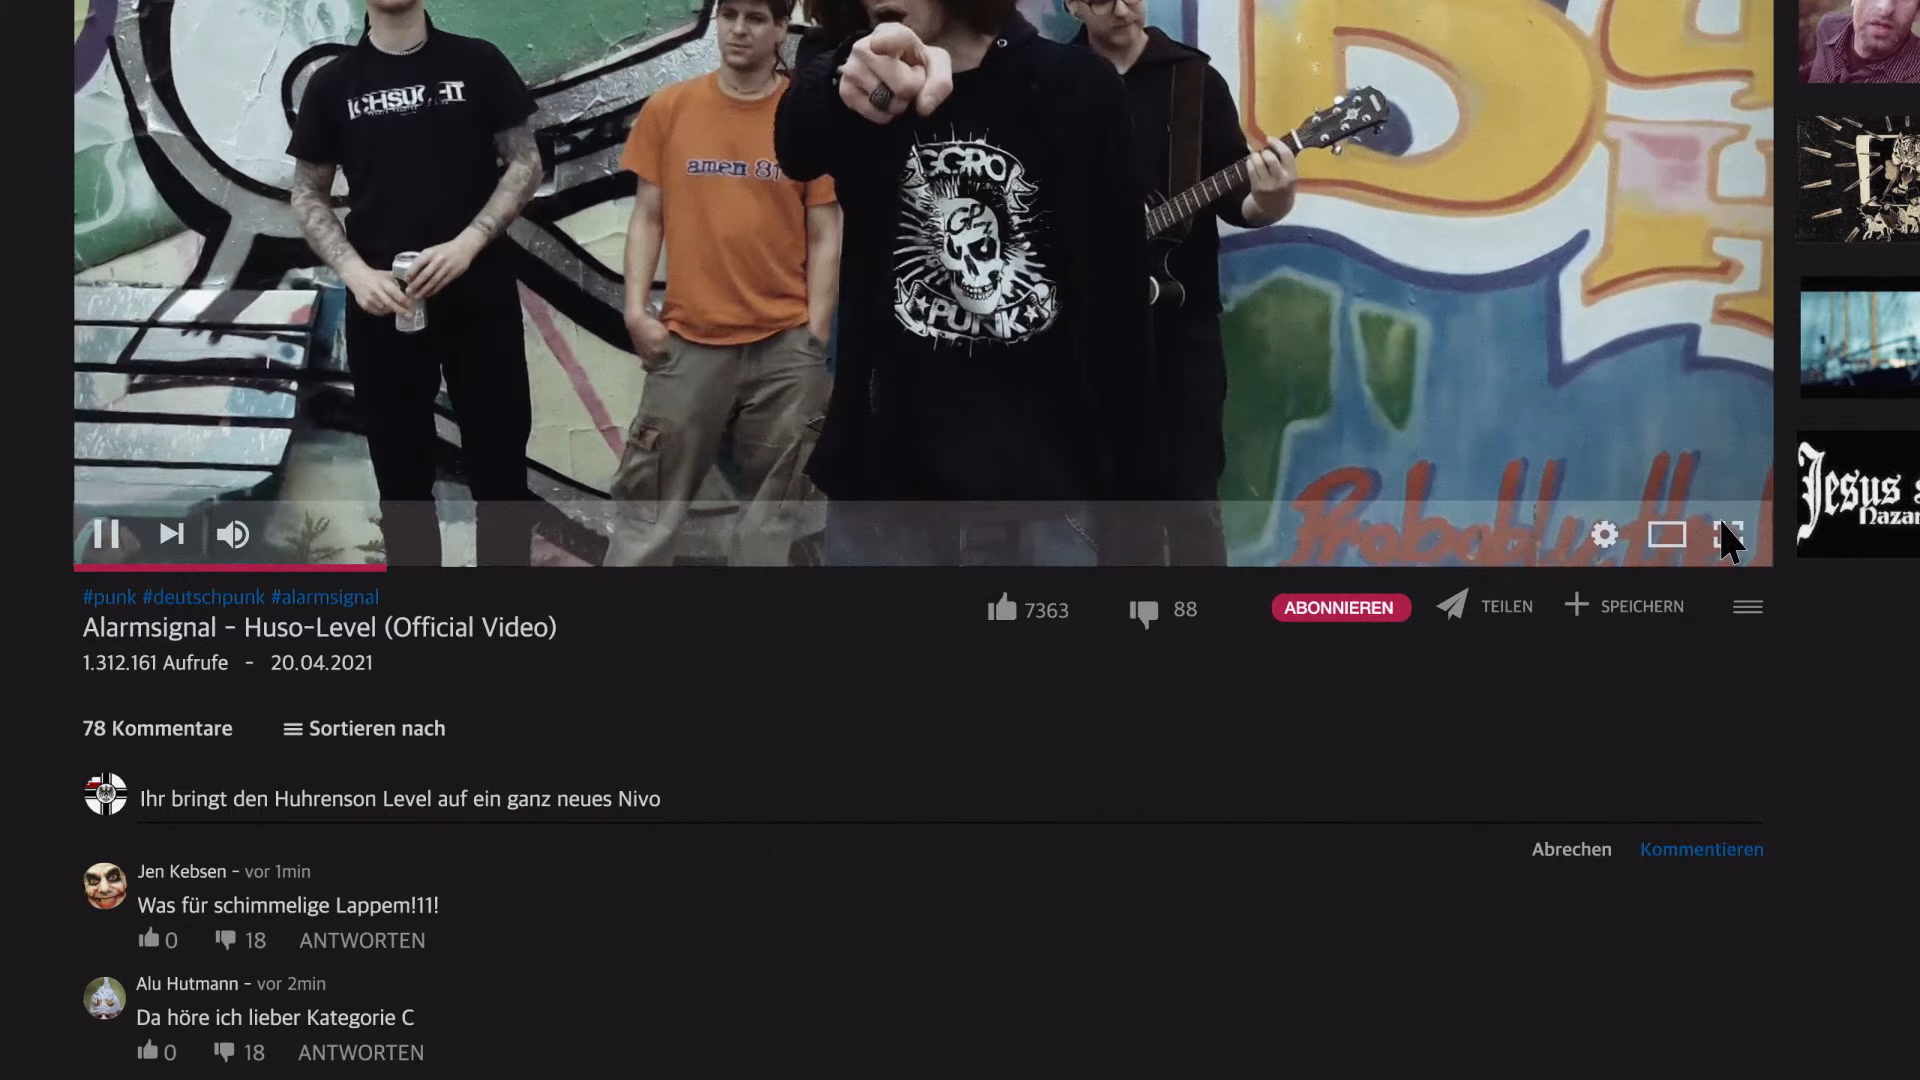 amen 81
GGRO
PUNK
Jesus
Nazar
#punk #deutschpunk #alarmsignal
Alarmsignal - Huso-Level (Official Video)
1.312.161 Aufrufe - 20.04.2021
7363
88
ABONNIEREN
TEILEN
SPEICHERN
78 Kommentare
Sortieren nach
Ihr bringt den Huhrenson Level auf ein ganz neues Nivo
Abrechen
Kommentieren
Jen Kebsen - vor 1min
Was für schimmelige Lappem!11!
0
18
ANTWORTEN
Alu Hutmann - vor 2min
Da höre ich lieber Kategorie C
0
18
ANTWORTEN